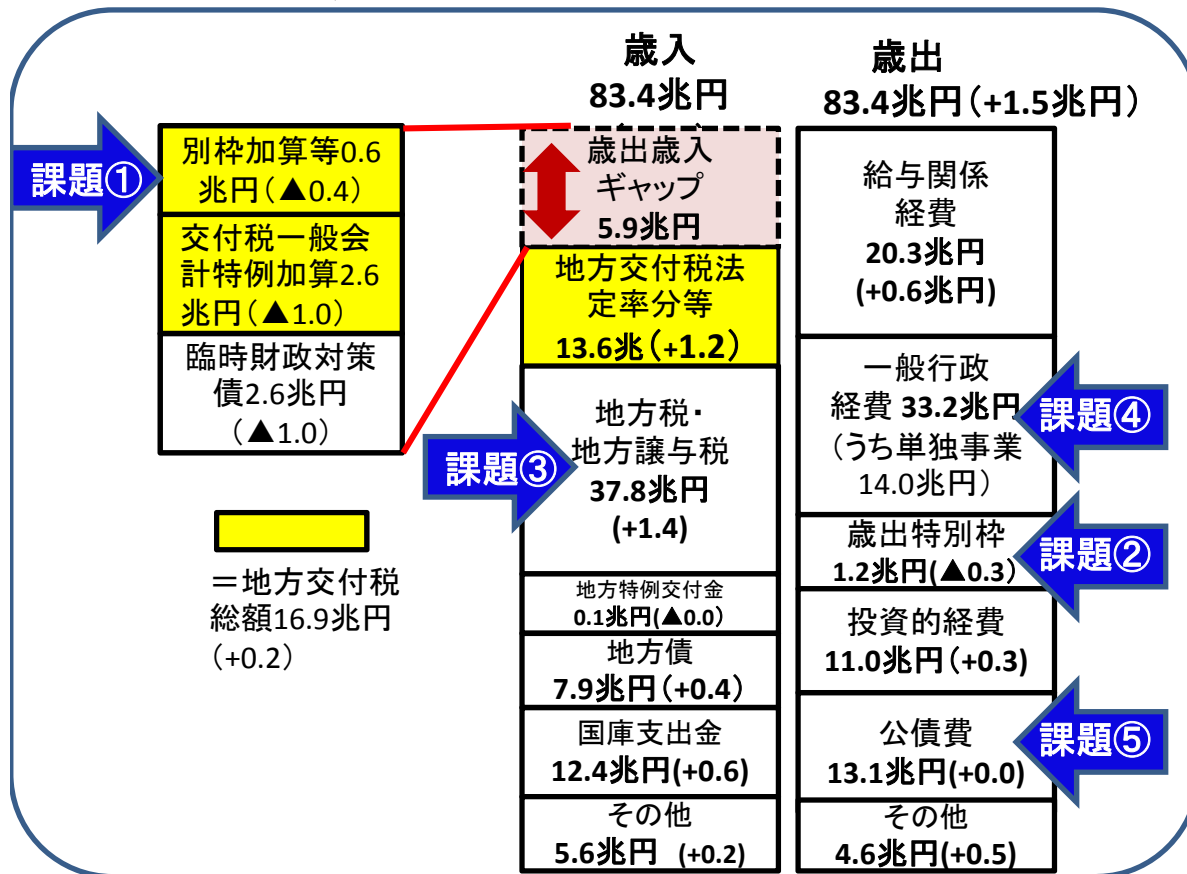 歳入
83.4兆円
歳出
83.4兆円(+1.5兆円)
課題①
別枠加算等0.6
兆円(▲0.4)
交付税一般会
計特例加算2.6
兆円(▲1.0)
臨時財政対策
債2.6兆円
(▲1.0)
=地方交付税
総額16.9兆円
(+0.2)
歳出歳入
ギャップ
5.9兆円
地方交付税法
定率分等
13.6兆(+1.2)
課題③
地方税・
地方譲与税
37.8兆円
(+1.4)
地方特例交付金
0.1兆円(▲0.0)
地方債
7.9兆円(+0.4)
国庫支出金
12.4兆円(+0.6)
その他
5.6兆円 (+0.2)
給与関係
経費
20.3兆円
(+0.6兆円)
一般行政
経費 33.2兆円
(うち単独事業
14.0兆円)
課題④
歳出特別枠
1.2兆円(▲0.3)
課題②
投資的経費
11.0兆円(+0.3)
公債費
13.1兆円(+0.0)
課題⑤
その他
4.6兆円(+0.5)